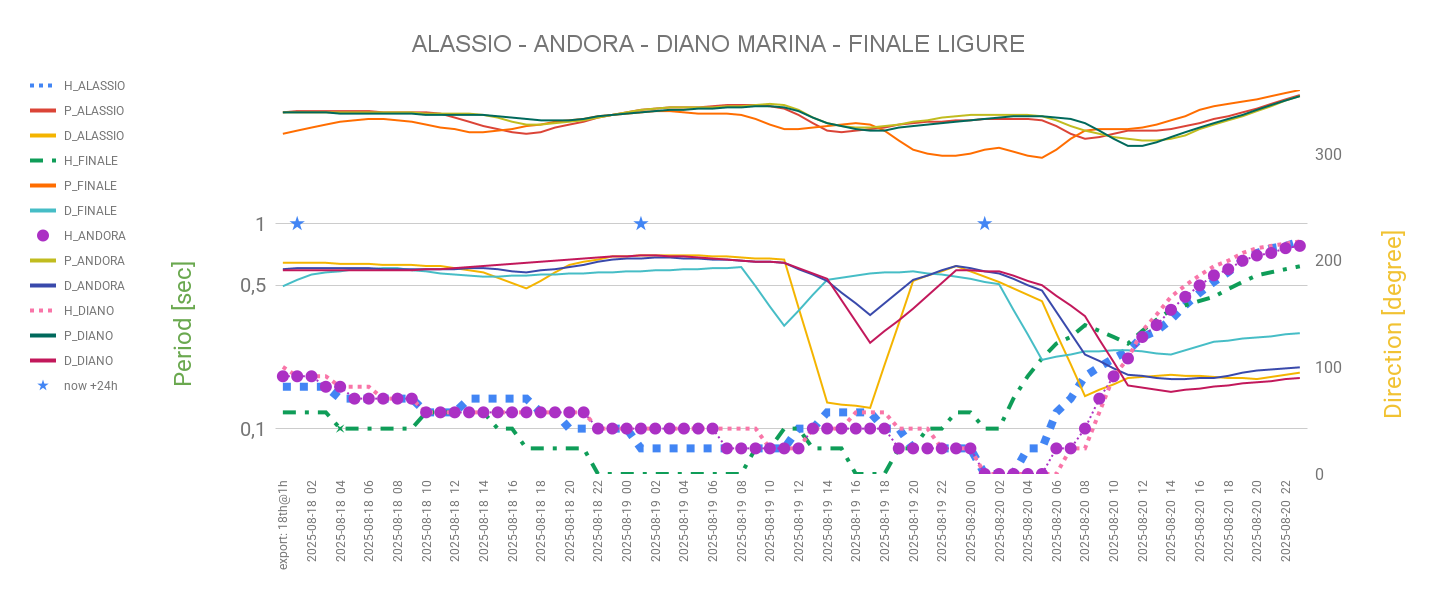 ALASSIO - ANDORA - DIANO MARINA - FINALE LIGURE
H_ALASSIO
P_ALASSIO
D_ALASSIO
H_FINALE
P_FINALE
D_FINALE
H_ANDORA
P_ANDORA
D_ANDORA
H_DIANO
P_DIANO
D_DIANO
now +24h
Period [sec]
1
0,5
0,1
300
200
100
0
Direction [degree]
export: 18th@1h
2025-08-18 02
2025-08-18 04
2025-08-18 06
2025-08-18 08
2025-08-18 10
2025-08-18 12
2025-08-18 14
2025-08-18 16
2025-08-18 18
2025-08-18 20
2025-08-18 22
2025-08-19 00
2025-08-19 02
2025-08-19 04
2025-08-19 06
2025-08-19 08
2025-08-19 10
2025-08-19 12
2025-08-19 14
2025-08-19 16
2025-08-19 18
2025-08-19 20
2025-08-19 22
2025-08-20 00
2025-08-20 02
2025-08-20 04
2025-08-20 06
2025-08-20 08
2025-08-20 10
2025-08-20 12
2025-08-20 14
2025-08-20 16
2025-08-20 18
2025-08-20 20
2025-08-20 22